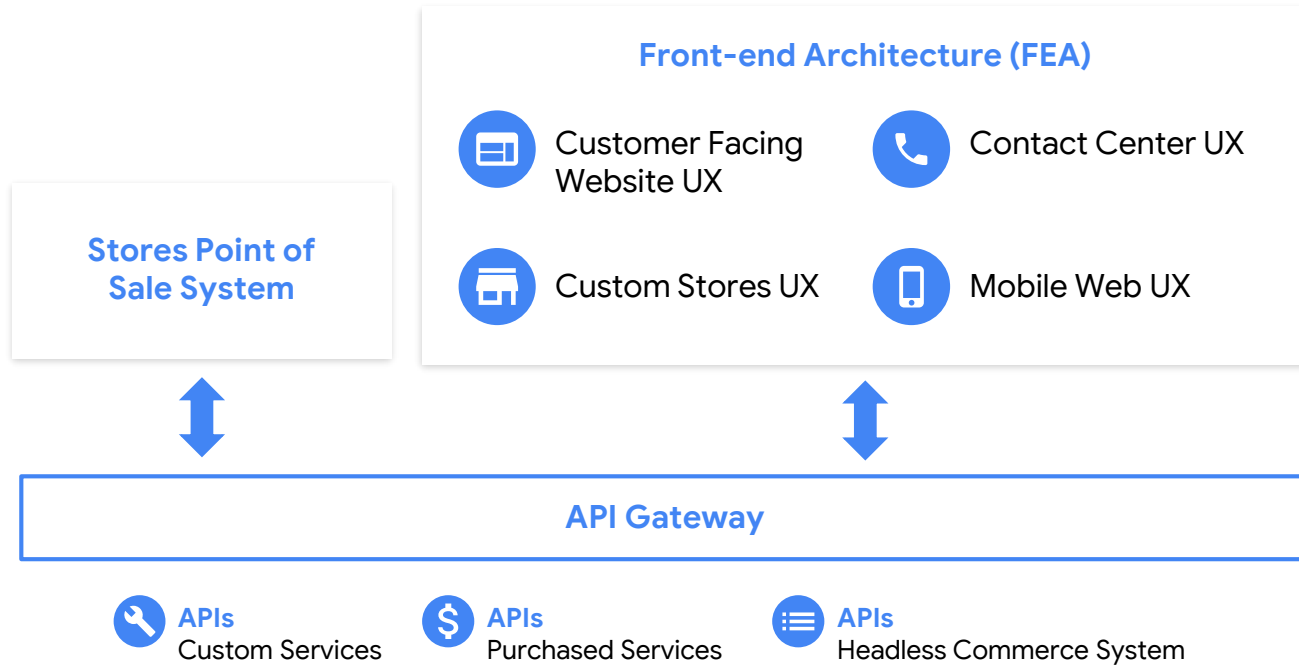 Front-end Architecture (FEA)
Customer Facing
Website UX
Contact Center UX
Custom Stores UX
Mobile Web UX
Stores Point of
Sale System
API Gateway
APIs
Custom Services
APIs
Purchased Services
APIs
Headless Commerce System